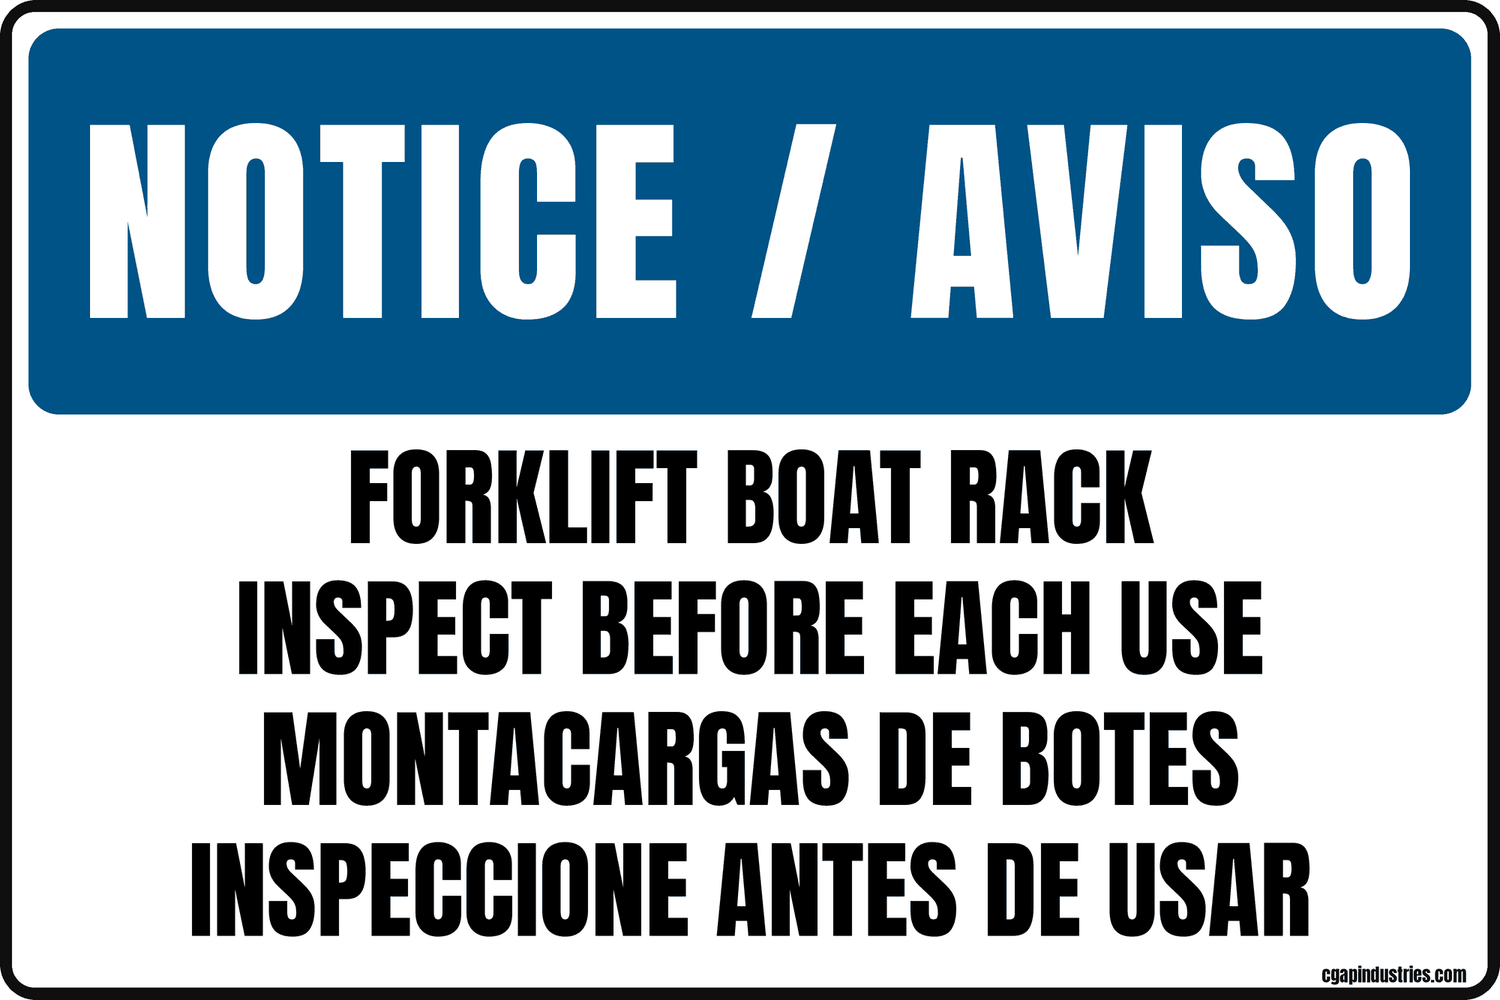 NOTICE / AVISO
FORKLIFT BOAT RACK
INSPECT BEFORE EACH USE
MONTACARGAS DE BOTES
INSPECCIONE ANTES DE USAR
cgapindustries.com